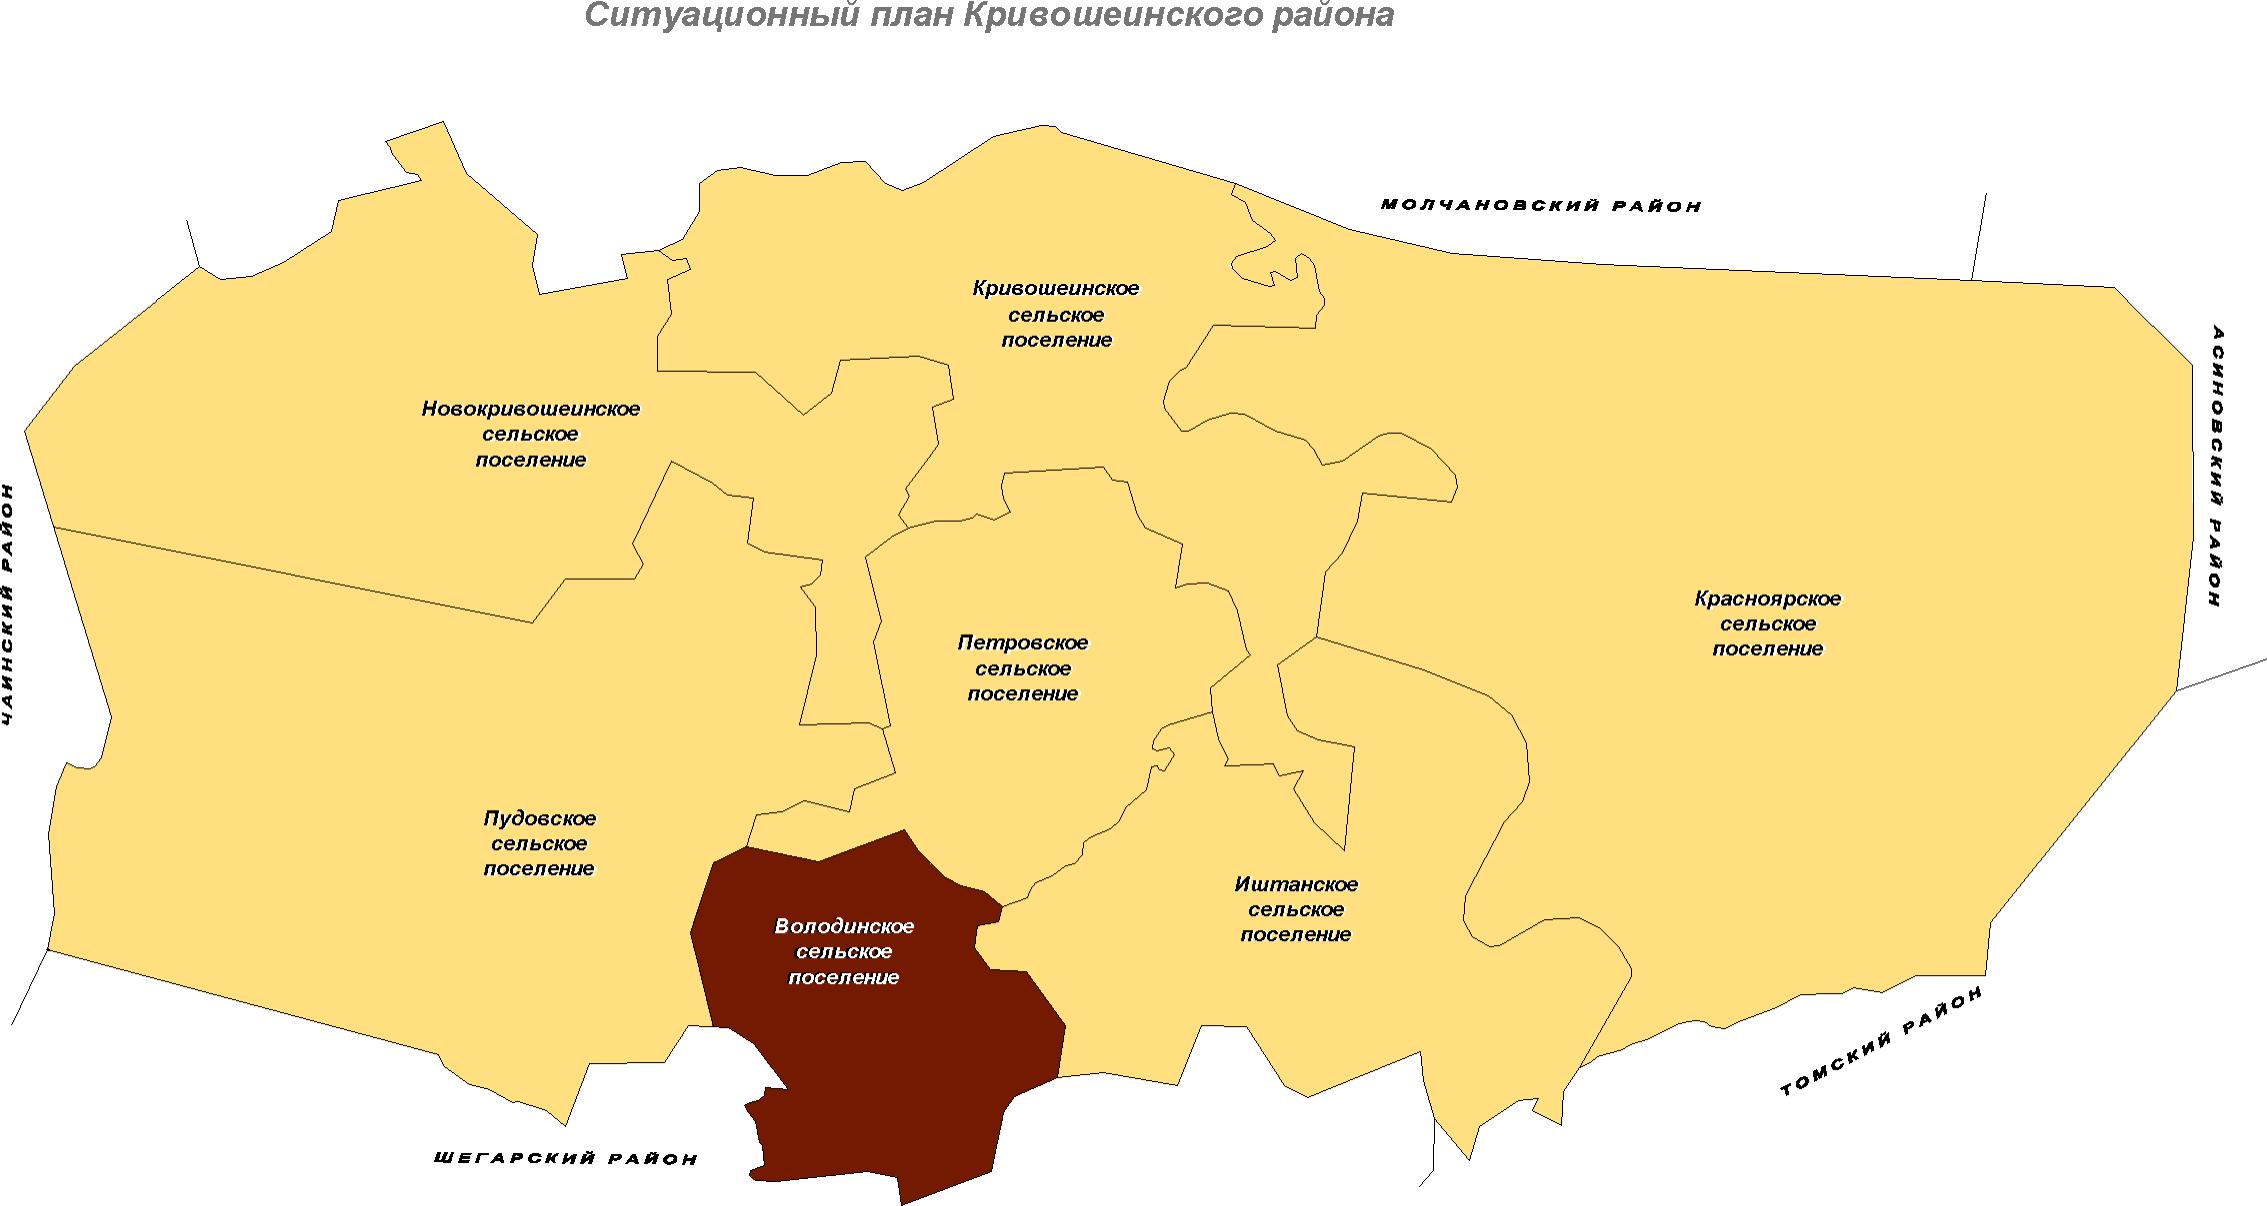 Ситуационный план Кривошеинского района
МОЛЧАНОВСКИЙ РАЙОН
Кривошеинское
сельское
поселение
АСИНОВСКИЙ РАЙОН
Новокривошеинское
сельское
поселение
ЧАИНСКИЙ РАЙОН
Красноярское
сельское
поселение
Петровское
сельское
поселение
Пудовское
сельское
поселение
Иштанское
сельское
поселение
Володинское
сельское
поселение
ТОМСКИЙ РАЙОН
ШЕГАРСКИЙ РАЙОН